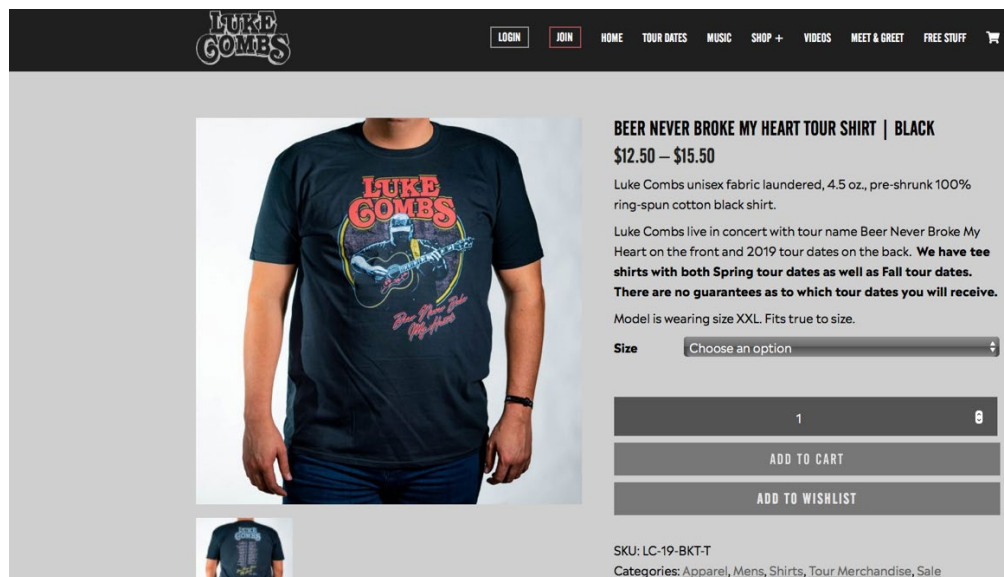 LUKE
COMBS
LOGIN
JOIN
HOME
TOUR DATES
MUSIC
SHOP +
VIDEOS
MEET & GREET
FREE STUFF
LUKE
COMBS
Beer Never Broke
My Heart
BEER NEVER BROKE MY HEART TOUR SHIRT | BLACK
$12.50 – $15.50
Luke Combs unisex fabric laundered, 4.5 oz., pre-shrunk 100%
ring-spun cotton black shirt.
Luke Combs live in concert with tour name Beer Never Broke My
Heart on the front and 2019 tour dates on the back. We have tee
shirts with both Spring tour dates as well as Fall tour dates.
There are no guarantees as to which tour dates you will receive.
Model is wearing size XXL. Fits true to size.
Size
Choose an option
1
ADD TO CART
ADD TO WISHLIST
LUKE
COMBS
SKU: LC-19-BKT-T
Categories: Apparel, Mens, Shirts, Tour Merchandise, Sale